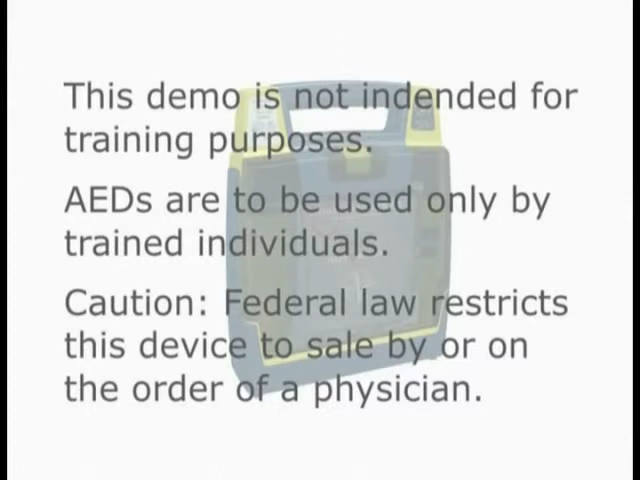 This demo is not indended for
training purposes.
AEDs are to be used only by
trained individuals.
Caution: Federal law restricts
this device to sale by or on
the order of a physician.